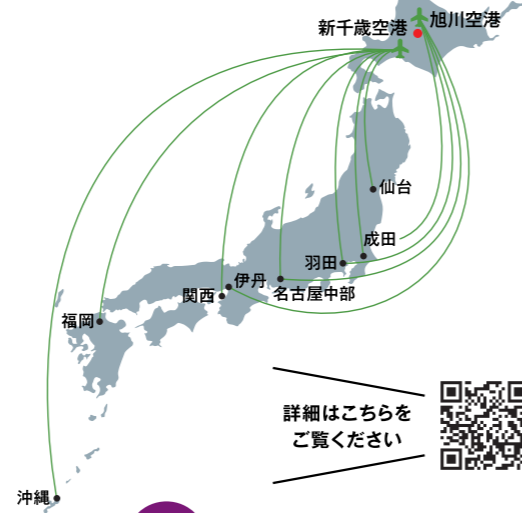 新千歳空港
旭川空港
仙台
成田
羽田
名古屋中部
伊丹
関西
福岡
沖縄
詳細はこちらを
ご覧ください